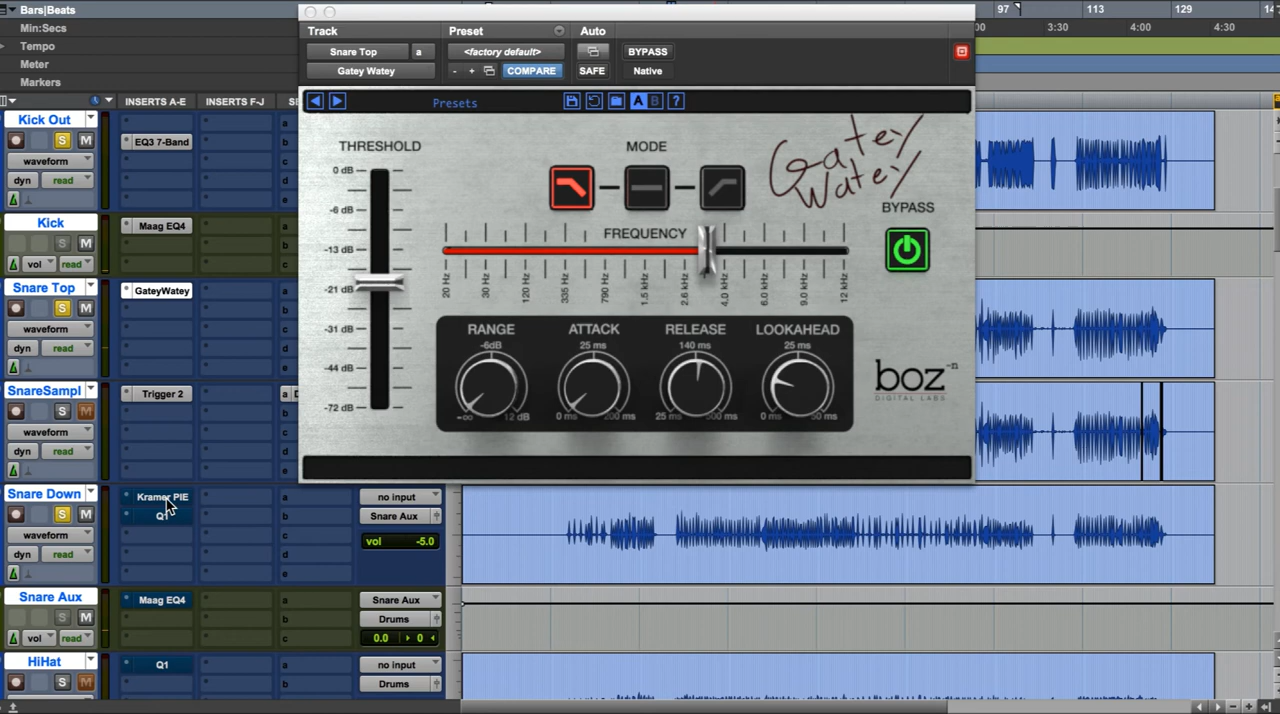 Bars|Beats
97
113
129
Min:Secs
3:30
4:00
4:30
Tempo
Meter
Markers
INSERTS A-E
INSERTS F-J
Track
Preset
Auto
Snare Top
a
<factory default>
BYPASS
Gatey Watey
- +
COMPARE
SAFE
Native
Presets
A B ?
THRESHOLD
0 dB
-6 dB
-13 dB
-21 dB
-31 dB
-44 dB
-72 dB
MODE
Gatey
Watey
BYPASS
FREQUENCY
20 Hz
30 Hz
120 Hz
335 Hz
790 Hz
1.5 kHz
2.6 kHz
4.0 kHz
6.0 kHz
9.0 kHz
12 kHz
RANGE
-6dB
-∞
12 dB
ATTACK
25 ms
0 ms
200 ms
RELEASE
140 ms
25 ms
500 ms
LOOKAHEAD
25 ms
0 ms
50 ms
boz
DIGITAL LABS
Kick Out
S M
waveform
dyn read
EQ3 7-Band
a
b
c
d
e
Kick
S M
vol read
Maag EQ4
a
b
c
Snare Top
S M
waveform
dyn read
GateyWatey
a
b
c
d
e
SnareSampl
S M
waveform
dyn read
Trigger 2
a
b
c
d
e
Snare Down
S M
waveform
dyn read
Kramer PIE
Q1
a
b
c
d
e
no input
Snare Aux
vol -5.0
Snare Aux
S M
vol read
Maag EQ4
a
b
c
Snare Aux
Drums
0.0 0
HiHat
S M
Q1
a
b
no input
Drums